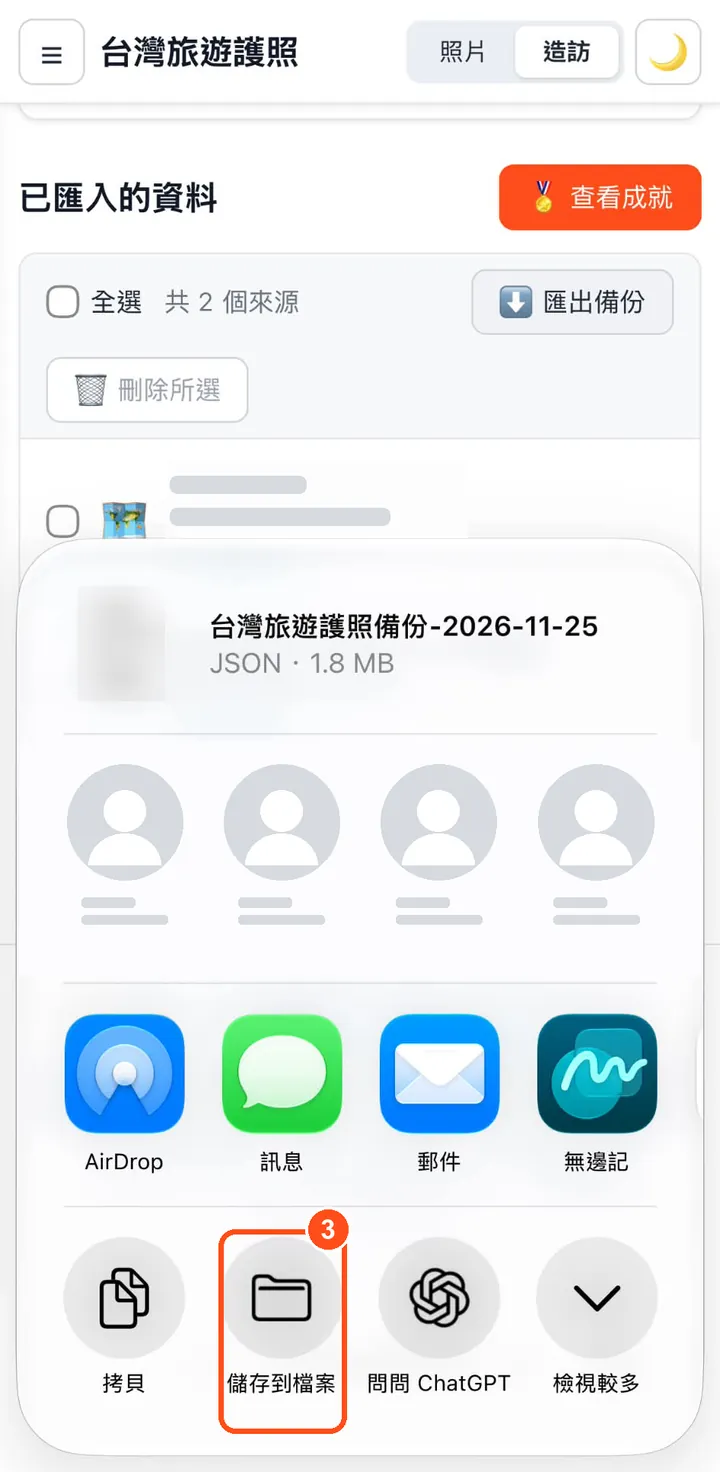 台灣旅遊護照
照片
造訪
已匯入的資料
查看成就
全選 共 2 個來源
匯出備份
刪除所選
台灣旅遊護照備份-2026-11-25
JSON · 1.8 MB
AirDrop
訊息
郵件
無邊記
3
拷貝
儲存到檔案
問問 ChatGPT
檢視較多